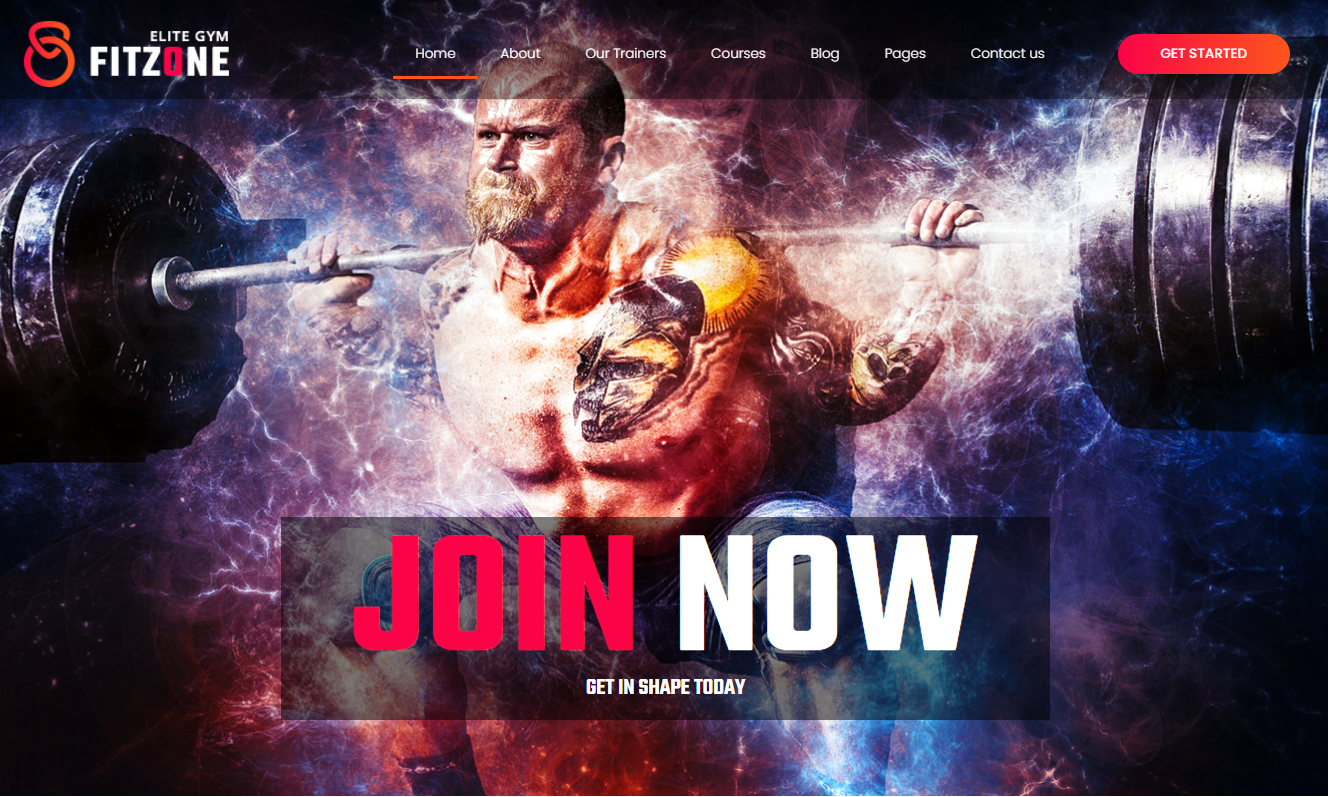 ELITE GYM
FITZONE
Home About Our Trainers Courses Blog Pages Contact us GET STARTED
JOIN NOW
GET IN SHAPE TODAY